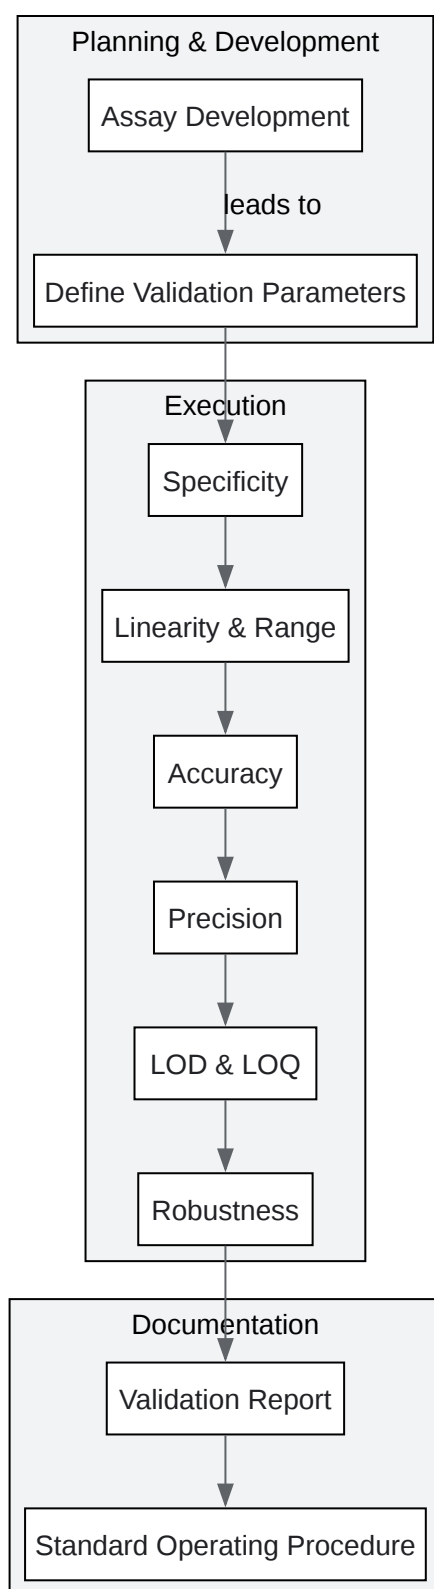 Planning & Development
Assay Development
leads to
Define Validation Parameters
Execution
Specificity
Linearity & Range
Accuracy
Precision
LOD & LOQ
Robustness
Documentation
Validation Report
Standard Operating Procedure